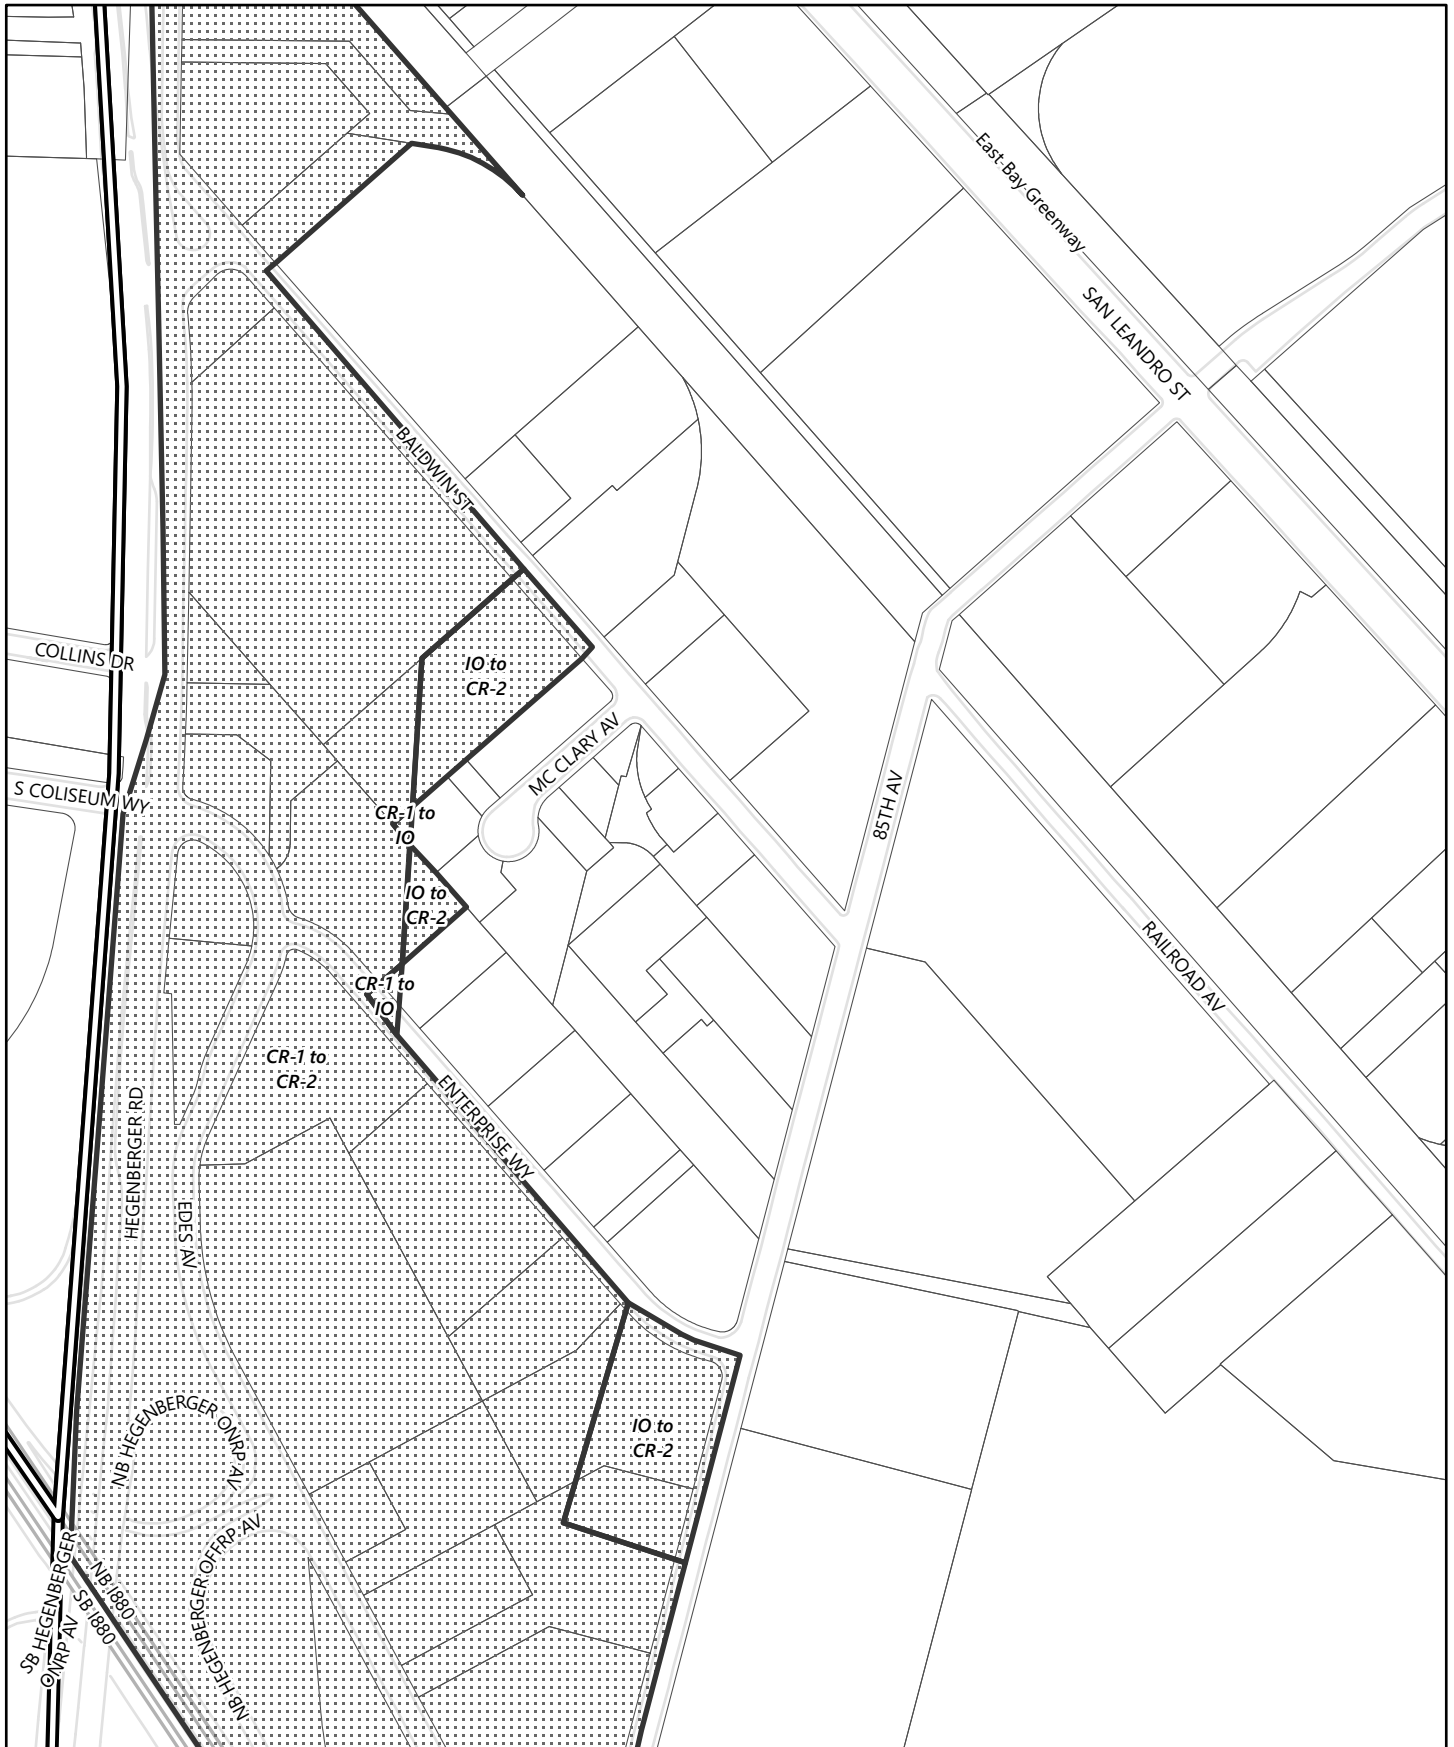 East Bay Greenway
SAN LEANDRO ST
BALDWIN ST
COLLINS DR
IO to
CR-2
MC CLARY AV
S COLISEUM WY
85TH AV
CR-1 to
IO
IO to
CR-2
RAILROAD AV
CR-1 to
IO
CR-1 to
CR-2
ENTERPRISE WY
HEGENBERGER RD
EDES AV
NB HEGENBERGER ONRP AV
IO to
CR-2
NB HEGENBERGER OFFRP AV
NB I880
SB I880
SB HEGENBERGER
ONRP AV